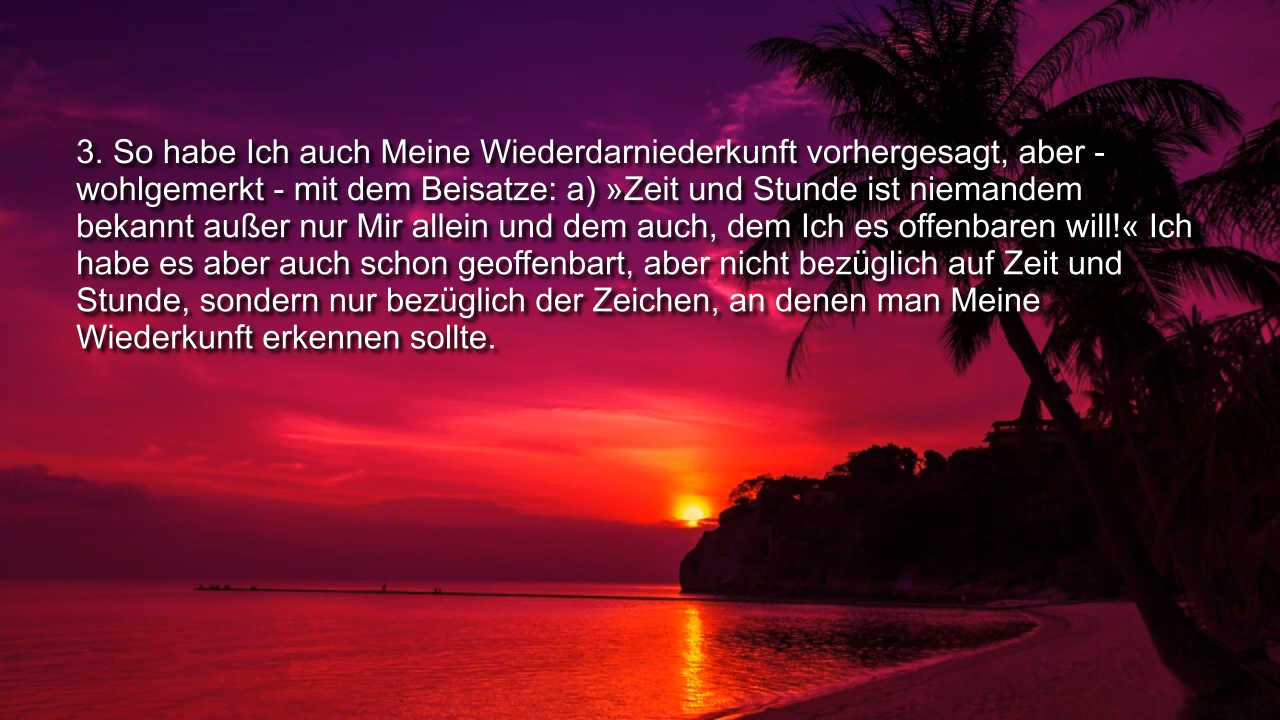 3. So habe Ich auch Meine Wiederdarniederkunft vorhergesagt, aber -
wohlgemerkt - mit dem Beisatze: a) »Zeit und Stunde ist niemandem
bekannt außer nur Mir allein und dem auch, dem Ich es offenbaren will!« Ich
habe es aber auch schon geoffenbart, aber nicht bezüglich auf Zeit und
Stunde, sondern nur bezüglich der Zeichen, an denen man Meine
Wiederkunft erkennen sollte.